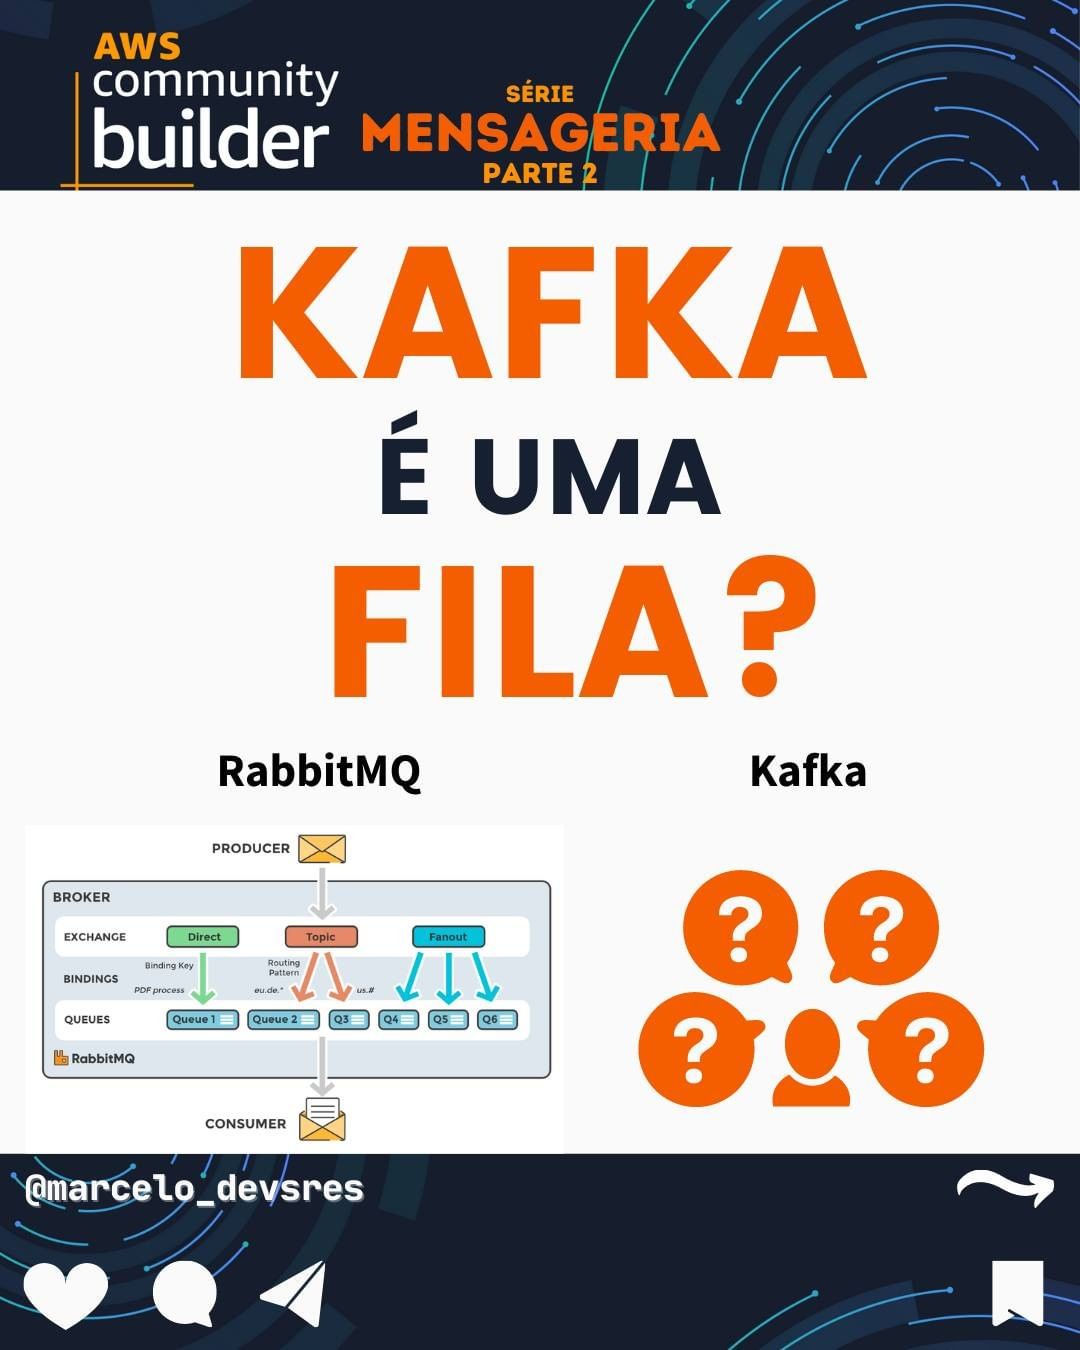 AWS
community
builder
SÉRIE
MENSAGERIA
PARTE 2
KAFKA
É UMA
FILA?
RabbitMQ
Kafka
PRODUCER
BROKER
EXCHANGE
Direct
Topic
Fanout
BINDINGS
Binding Key
PDF process
Routing
Pattern
eu.de.*
us.#
QUEUES
Queue 1
Queue 2
Q3
Q4
Q5
Q6
RabbitMQ
CONSUMER
? ?
? ?
@marcelo_devsres